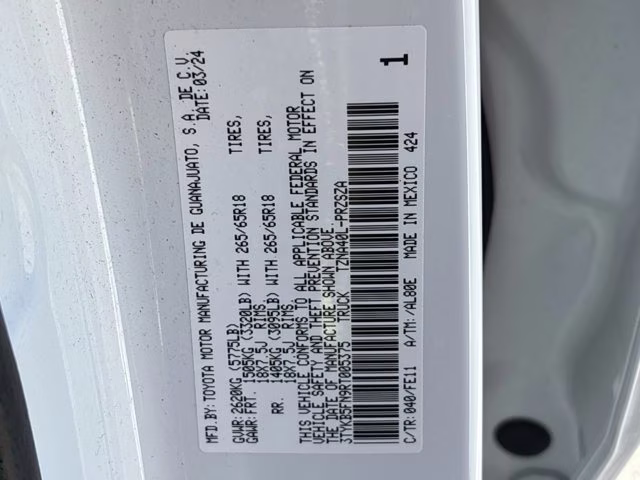 MFD.BY: TOYOTA MOTOR MANUFACTURING DE GUANAJUATO, S.A. DE C.V.
DATE: 03/24
GVWR: 2620KG (5775LB)
GAWR: FRT. 1505KG (3320LB) WITH 265/65R18 TIRES,
18X7.5J RIMS,
RR. 1405KG (3095LB) WITH 265/65R18 TIRES,
18X7.5J RIMS,
THIS VEHICLE CONFORMS TO ALL APPLICABLE FEDERAL MOTOR
VEHICLE SAFETY AND THEFT PREVENTION STANDARDS IN EFFECT ON
THE DATE OF MANUFACTURE SHOWN ABOVE.
3TYKB5FN9RT005375 TRUCK TZNA40L-PRZSZA
C/TR: 040/FE11 A/TM: /AL80E MADE IN MEXICO 424
1